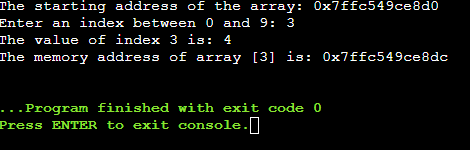 The starting address of the array: 0x7ffc549ce8d0
Enter an index between 0 and 9: 3
The value of index 3 is: 4
The memory address of array [3] is: 0x7ffc549ce8dc
...Program finished with exit code 0
Press ENTER to exit console.